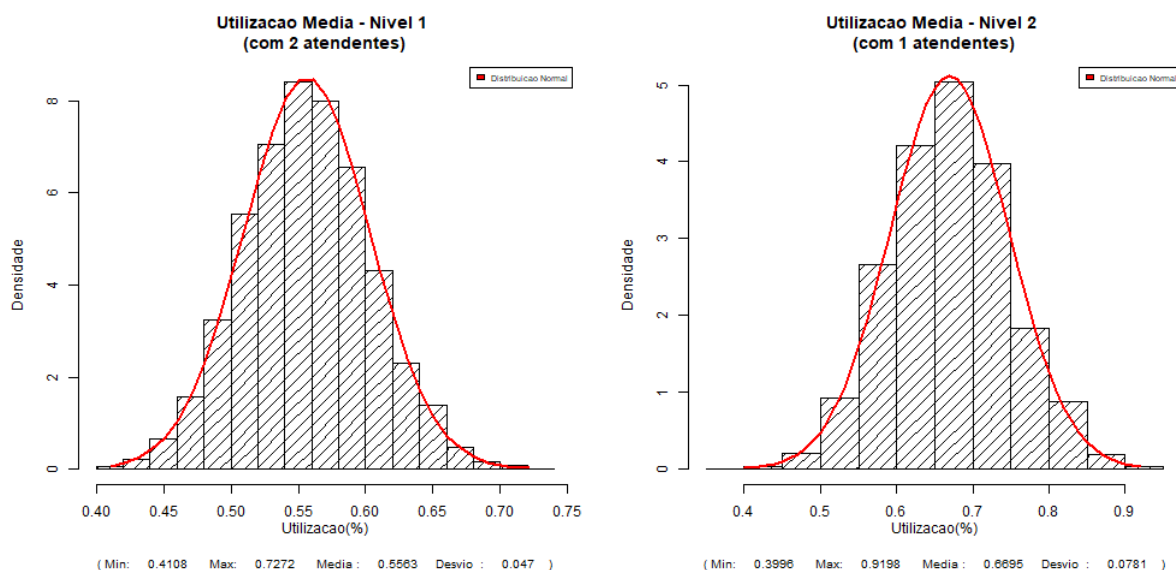 Utilizacao Media - Nivel 1
(com 2 atendentes)
Distribuicao Normal
Densidade
8
6
4
2
0
0.40 0.45 0.50 0.55 0.60 0.65 0.70 0.75
Utilizacao(%)
( Min: 0.4108 Max: 0.7272 Media : 0.5563 Desvio : 0.047 )
Utilizacao Media - Nivel 2
(com 1 atendentes)
Distribuicao Normal
Densidade
5
4
3
2
1
0
0.4 0.5 0.6 0.7 0.8 0.9
Utilizacao(%)
( Min: 0.3996 Max: 0.9198 Media : 0.6695 Desvio : 0.0781 )